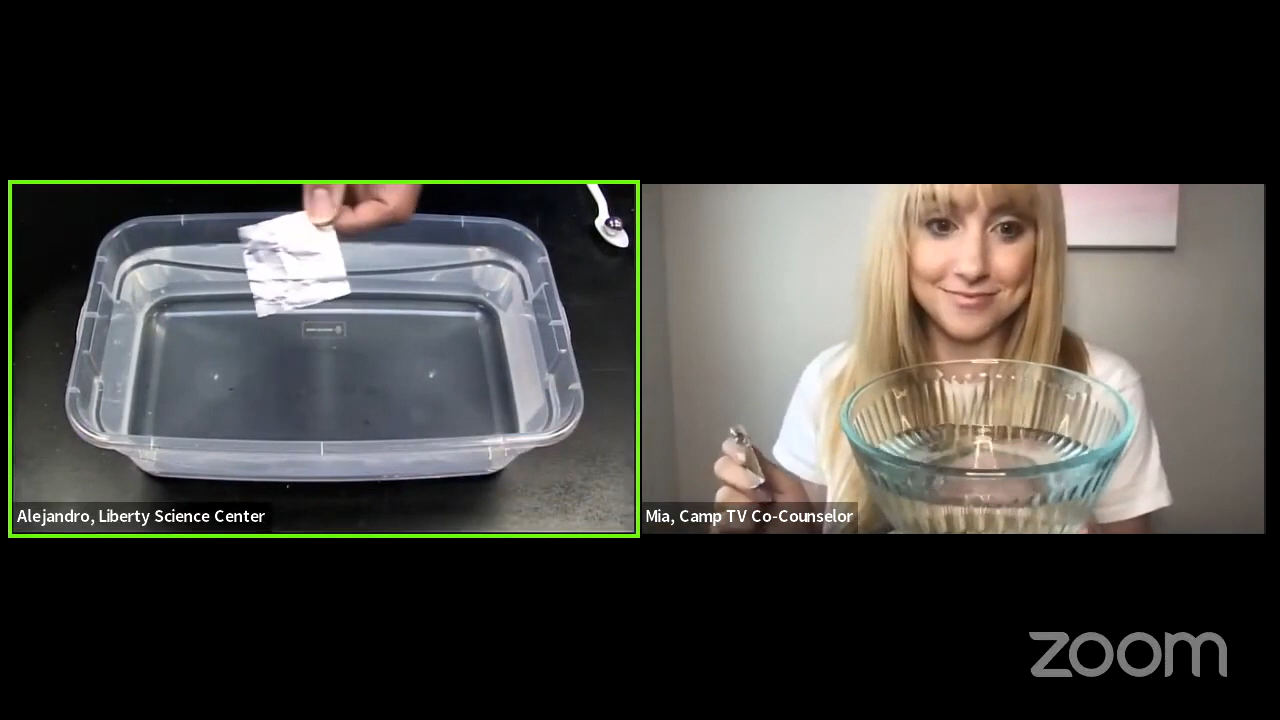 Alejandro, Liberty Science Center
Mia, Camp TV Co-Counselor
zoom